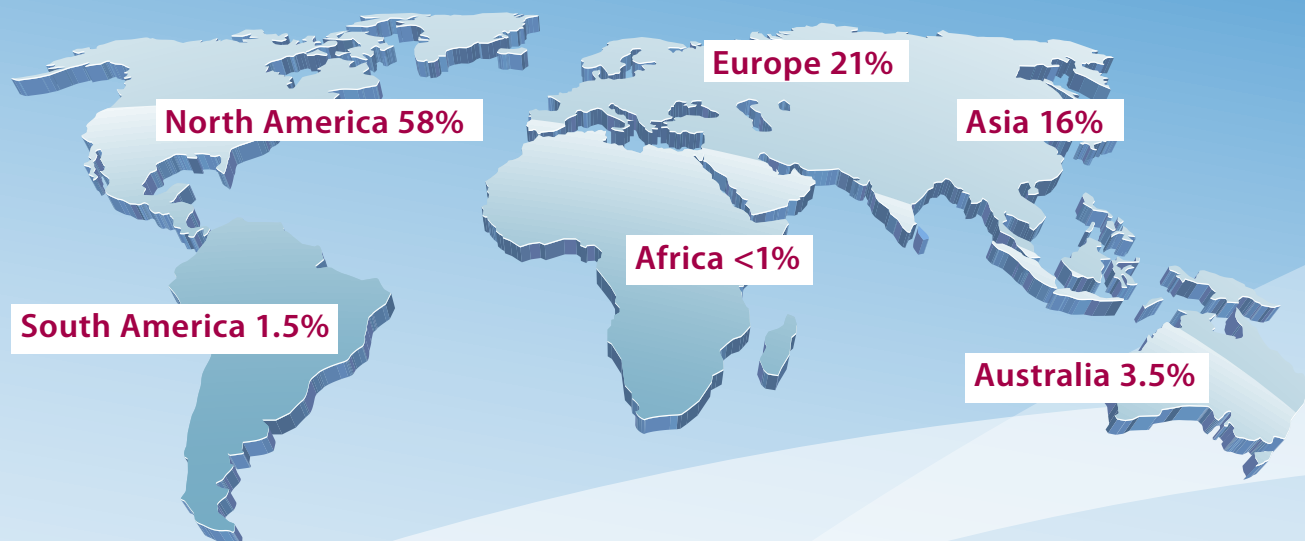 Europe 21%
North America 58%
Asia 16%
Africa <1%
South America 1.5%
Australia 3.5%